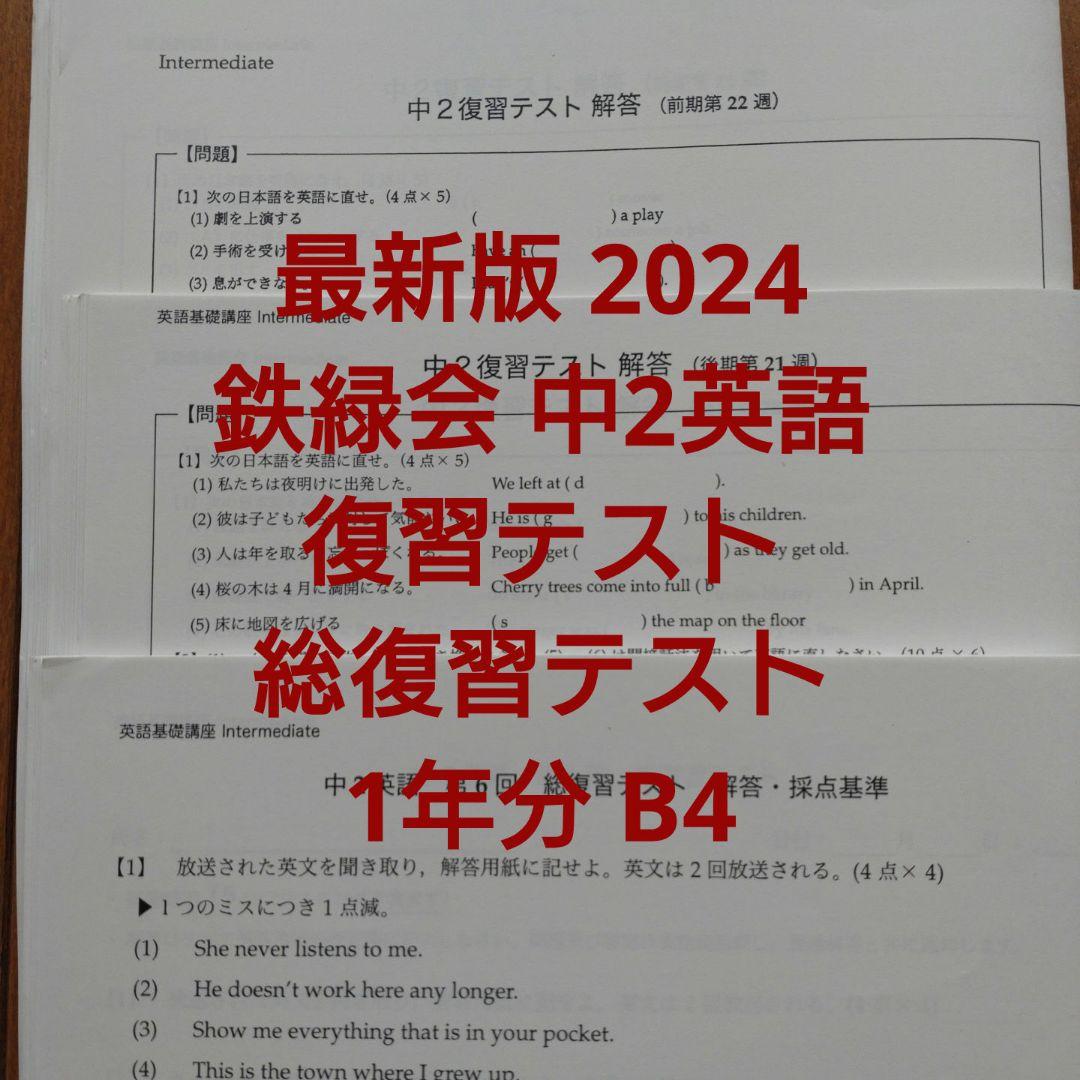 Intermediate
中２復習テスト 解答 （前期第 22 週）
【問題】
【1】次の日本語を英語に直せ。（4 点× 5）
(1) 劇を上演する ( ) a play
(2) 手術を受け
(3) 息ができな
最新版 2024
英語基礎講座 Intermediate
中２復習テスト 解答 （後期第 21 週）
鉄緑会 中2英語
【問題】
【1】次の日本語を英語に直せ。（4 点× 5）
(1) 私たちは夜明けに出発した。 We left at ( d ).
(2) 彼は子どもた He is ( g ) to his children.
復習テスト
(3) 人は年を取る People get ( ) as they get old.
(4) 桜の木は 4 月に満開になる。 Cherry trees come into full ( b ) in April.
(5) 床に地図を広げる ( s ) the map on the floor
総復習テスト
英語基礎講座 Intermediate
中2英語 第 6 回 総復習テスト 解答・採点基準
1年分 B4
【1】 放送された英文を聞き取り，解答用紙に記せよ。英文は 2 回放送される。（4 点× 4）
▶ 1 つのミスにつき 1 点減。
(1) She never listens to me.
(2) He doesn't work here any longer.
(3) Show me everything that is in your pocket.
(4) This is the town where I grew up.